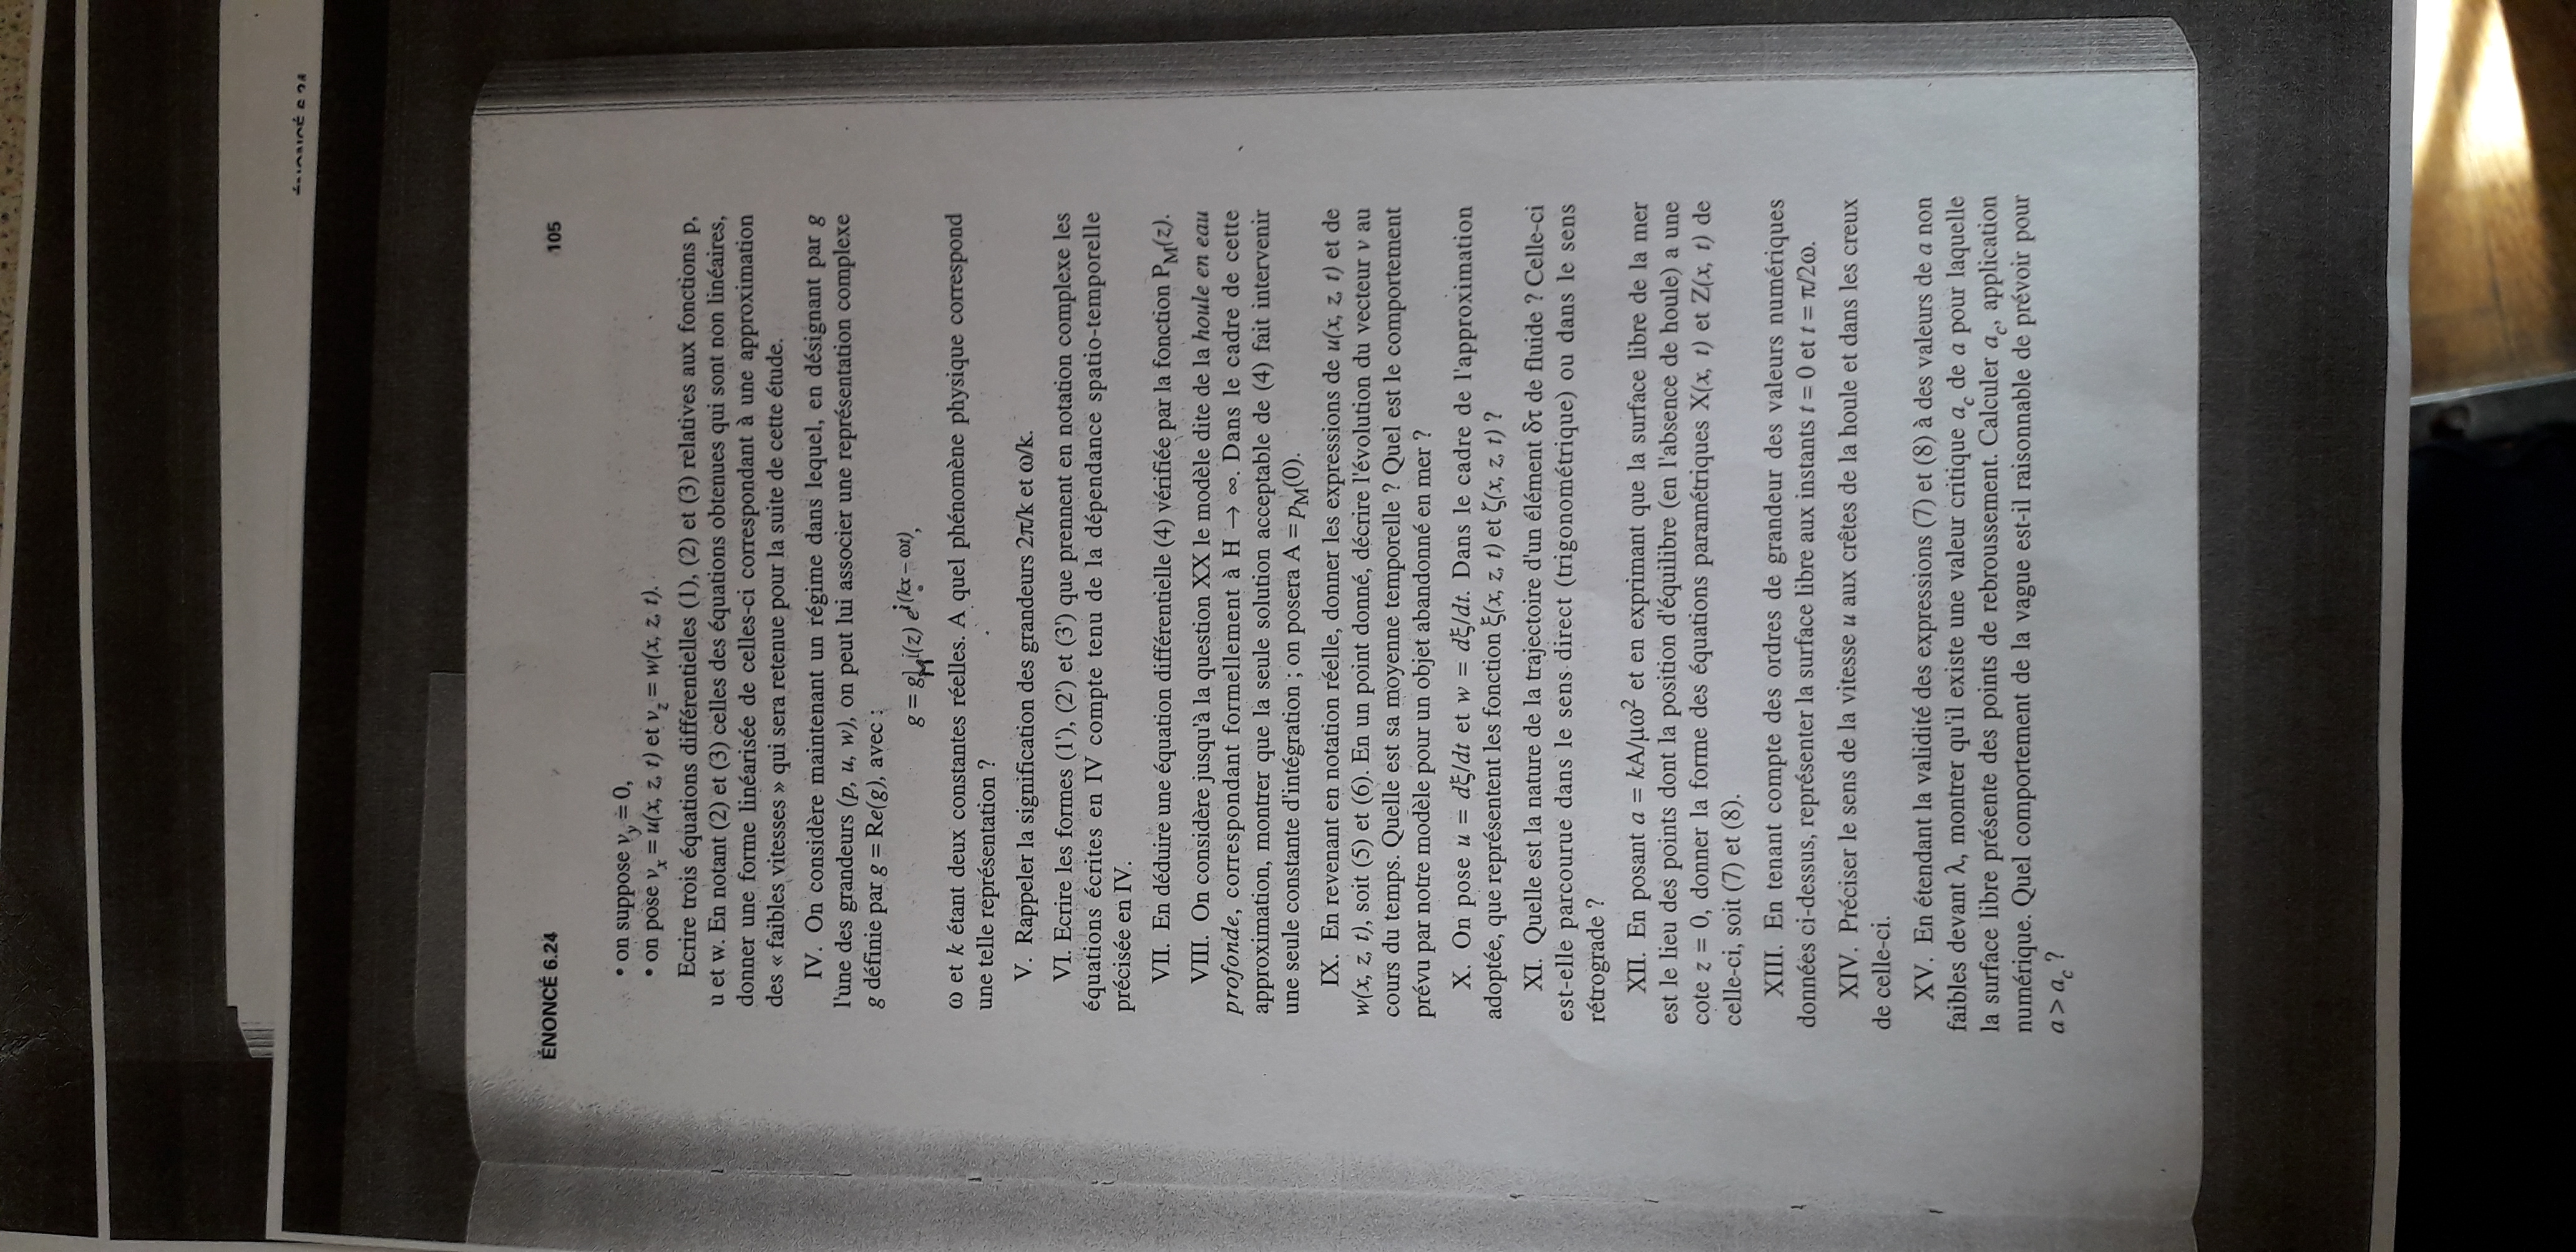 ÉNONCÉ 6.24
ÉNONCÉ 6.24
105
• on suppose v_y = 0,
• on pose v_x = u(x, z, t) et v_z = w(x, z, t).
Ecrire trois équations différentielles (1), (2) et (3) relatives aux fonctions p,
u et w. En notant (2) et (3) celles des équations obtenues qui sont non linéaires,
donner une forme linéarisée de celles-ci correspondant à une approximation
des « faibles vitesses » qui sera retenue pour la suite de cette étude.
IV. On considère maintenant un régime dans lequel, en désignant par g
l'une des grandeurs (p, u, w), on peut lui associer une représentation complexe
g définie par g = Re(g), avec :
g = g_M(z) e^{i(kx – ωt)},
ω et k étant deux constantes réelles. A quel phénomène physique correspond
une telle représentation ?
V. Rappeler la signification des grandeurs 2π/k et ω/k.
VI. Ecrire les formes (1'), (2') et (3') que prennent en notation complexe les
équations écrites en IV compte tenu de la dépendance spatio-temporelle
précisée en IV.
VII. En déduire une équation différentielle (4) vérifiée par la fonction P_M(z).
VIII. On considère jusqu'à la question XX le modèle dite de la houle en eau
profonde, correspondant formellement à H → ∞. Dans le cadre de cette
approximation, montrer que la seule solution acceptable de (4) fait intervenir
une seule constante d'intégration ; on posera A = p_M(0).
IX. En revenant en notation réelle, donner les expressions de u(x, z, t) et de
w(x, z, t), soit (5) et (6). En un point donné, décrire l'évolution du vecteur v au
cours du temps. Quelle est sa moyenne temporelle ? Quel est le comportement
prévu par notre modèle pour un objet abandonné en mer ?
X. On pose u = dξ/dt et w = dξ/dt. Dans le cadre de l'approximation
adoptée, que représentent les fonction ξ(x, z, t) et ζ(x, z, t) ?
XI. Quelle est la nature de la trajectoire d'un élément δτ de fluide ? Celle-ci
est-elle parcourue dans le sens direct (trigonométrique) ou dans le sens
rétrograde ?
XII. En posant a = kA/μω² et en exprimant que la surface libre de la mer
est le lieu des points dont la position d'équilibre (en l'absence de houle) a une
cote z = 0, donner la forme des équations paramétriques X(x, t) et Z(x, t) de
celle-ci, soit (7) et (8).
XIII. En tenant compte des ordres de grandeur des valeurs numériques
données ci-dessus, représenter la surface libre aux instants t = 0 et t = π/2ω.
XIV. Préciser le sens de la vitesse u aux crêtes de la houle et dans les creux
de celle-ci.
XV. En étendant la validité des expressions (7) et (8) à des valeurs de a non
faibles devant λ, montrer qu'il existe une valeur critique a_c de a pour laquelle
la surface libre présente des points de rebroussement. Calculer a_c, application
numérique. Quel comportement de la vague est-il raisonnable de prévoir pour
a > a_c ?